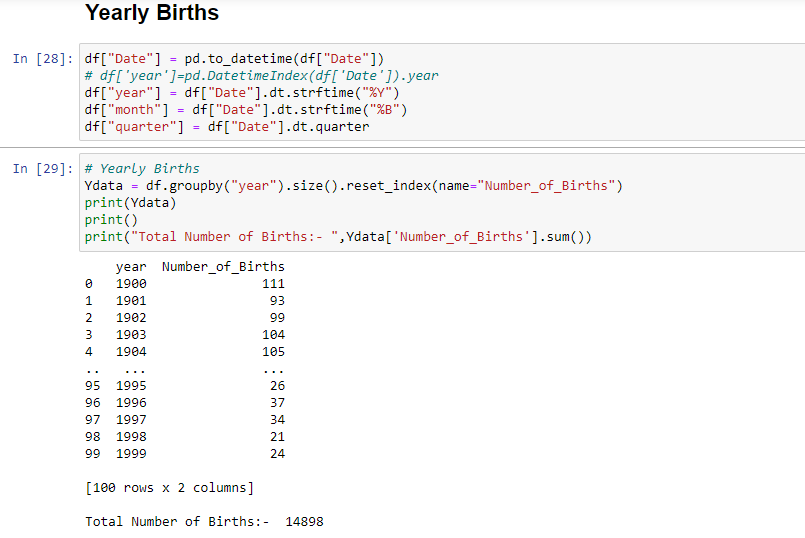 Yearly Births
In [28]: df["Date"] = pd.to_datetime(df["Date"])
# df['year']=pd.DatetimeIndex(df['Date']).year
df["year"] = df["Date"].dt.strftime("%Y")
df["month"] = df["Date"].dt.strftime("%B")
df["quarter"] = df["Date"].dt.quarter
In [29]: # Yearly Births
Ydata = df.groupby("year").size().reset_index(name="Number_of_Births")
print(Ydata)
print()
print("Total Number of Births:- ",Ydata['Number_of_Births'].sum())
year Number_of_Births
0 1900 111
1 1901 93
2 1902 99
3 1903 104
4 1904 105
.. ... ...
95 1995 26
96 1996 37
97 1997 34
98 1998 21
99 1999 24
[100 rows x 2 columns]
Total Number of Births:-  14898